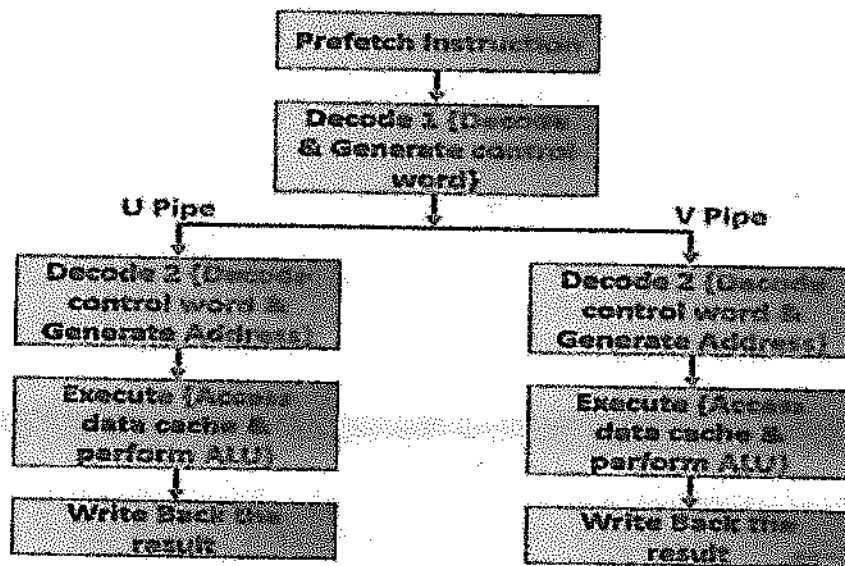 Prefetch Instruction
Decode 1 (Decode
& Generate control
word)
U Pipe
V Pipe
Decode 2 (Decode
control word &
Generate Address)
Decode 2 (Decode
control word &
Generate Address)
Execute (Access
data cache &
parform ALU)
Execute (Access
data cache &
parform ALU)
Write Back the
result
Write Back the
result